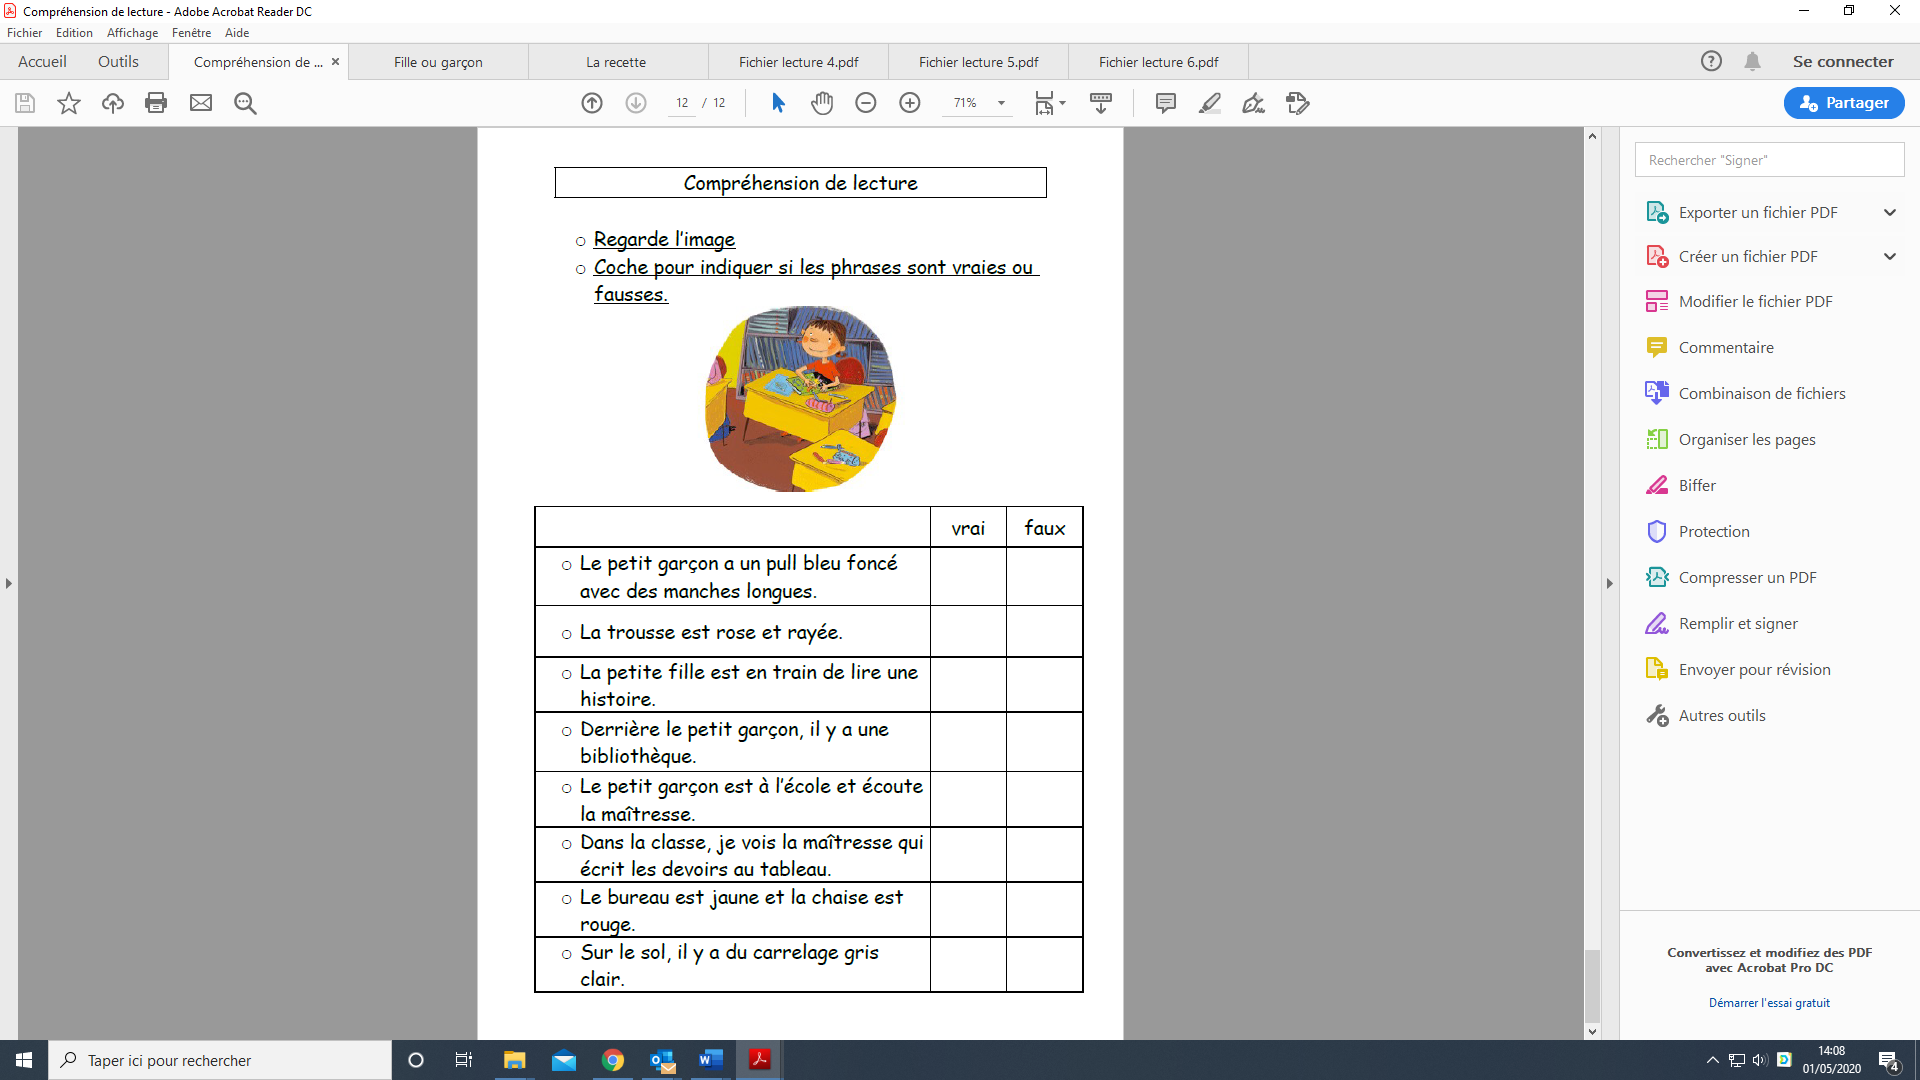 Compréhension de lecture - Adobe Acrobat Reader DC
Fichier Edition Affichage Fenêtre Aide
Accueil Outils Compréhension de ... × Fille ou garçon La recette Fichier lecture 4.pdf Fichier lecture 5.pdf Fichier lecture 6.pdf Se connecter
12 / 12 71% Partager
Compréhension de lecture
Regarde l'image
Coche pour indiquer si les phrases sont vraies ou
fausses.
vrai faux
Le petit garçon a un pull bleu foncé
avec des manches longues.
La trousse est rose et rayée.
La petite fille est en train de lire une
histoire.
Derrière le petit garçon, il y a une
bibliothèque.
Le petit garçon est à l'école et écoute
la maîtresse.
Dans la classe, je vois la maîtresse qui
écrit les devoirs au tableau.
Le bureau est jaune et la chaise est
rouge.
Sur le sol, il y a du carrelage gris
clair.
Rechercher "Signer"
Exporter un fichier PDF
Créer un fichier PDF
Modifier le fichier PDF
Commentaire
Combinaison de fichiers
Organiser les pages
Biffer
Protection
Compresser un PDF
Remplir et signer
Envoyer pour révision
Autres outils
Convertissez et modifiez des PDF
avec Acrobat Pro DC
Démarrer l'essai gratuit
Taper ici pour rechercher
14:08
01/05/2020
4